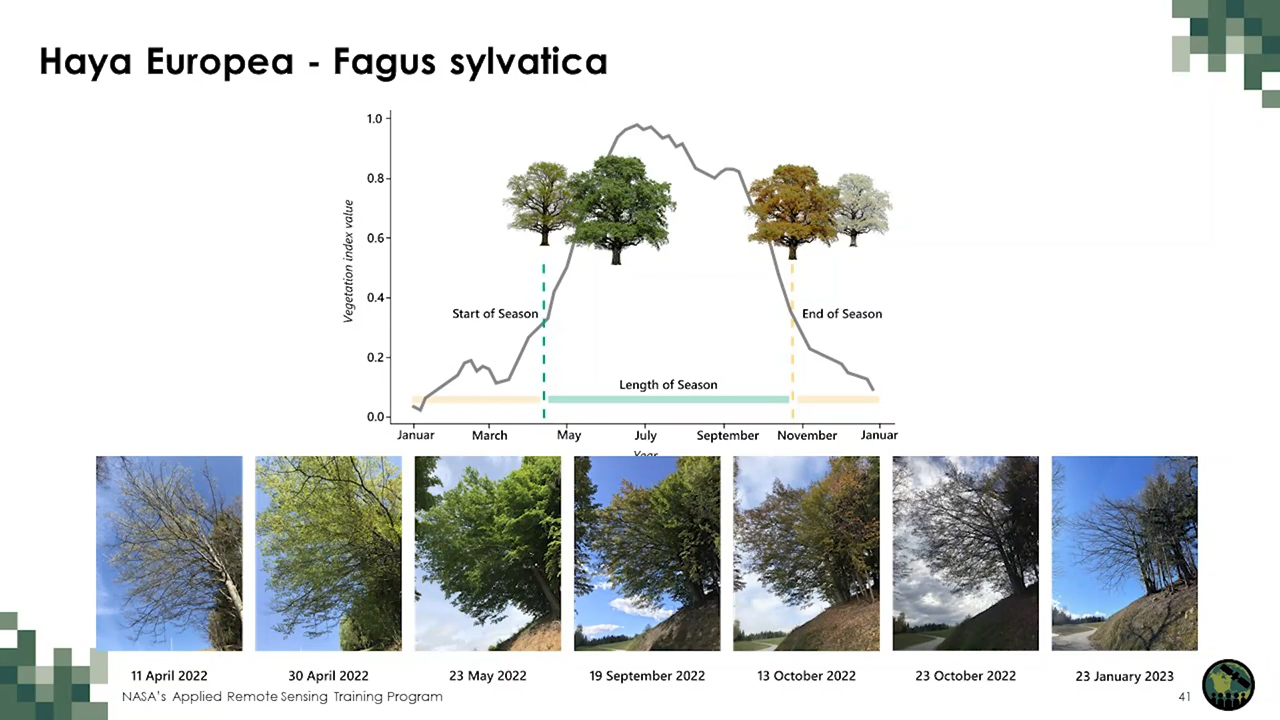 Haya Europea - Fagus sylvatica
1.0
0.8
0.6
0.4
0.2
0.0
Vegetation index value
Start of Season
End of Season
Length of Season
Januar
March
May
July
September
November
Januar
Year
11 April 2022
30 April 2022
23 May 2022
19 September 2022
13 October 2022
23 October 2022
23 January 2023
NASA's Applied Remote Sensing Training Program
41